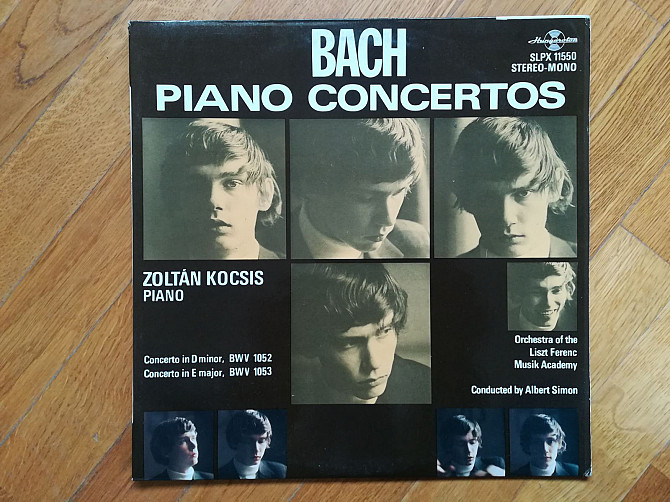 BACH
Hungaroton
SLPX 11550
STEREO-MONO
PIANO CONCERTOS
ZOLTÁN KOCSIS
PIANO
Concerto in D minor, BWV 1052
Concerto in E major, BWV 1053
Orchestra of the
Liszt Ferenc
Musik Academy
Conducted by Albert Simon